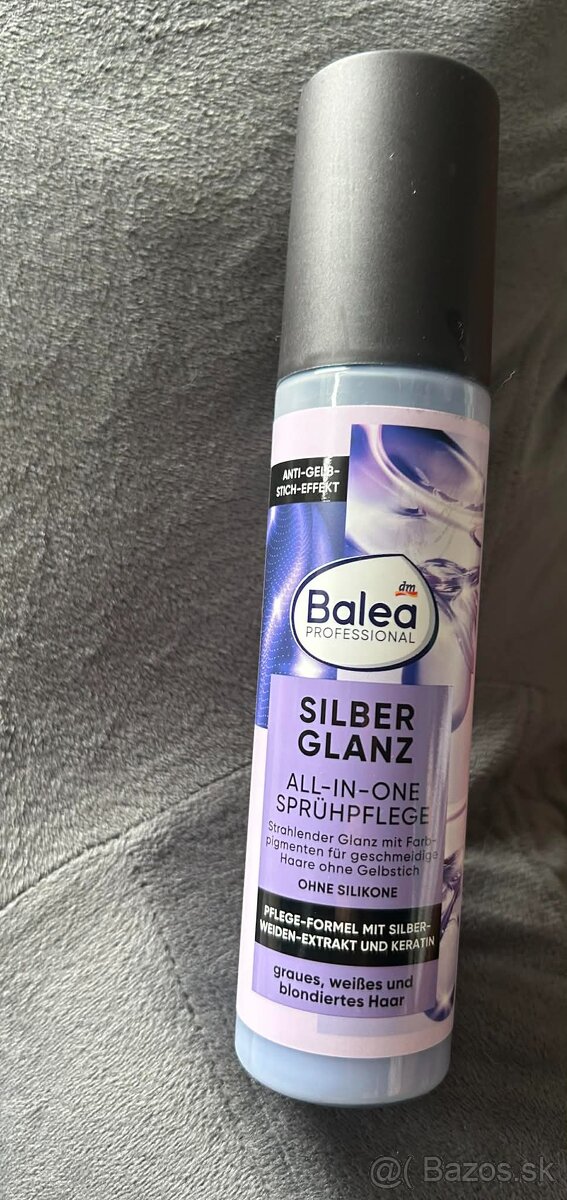 ANTI-GELB-
STICH-EFFEKT
dm
Balea
PROFESSIONAL
SILBER
GLANZ
ALL-IN-ONE
SPRÜHPFLEGE
Strahlender Glanz mit Farb-
pigmenten für geschmeidige
Haare ohne Gelbstich
OHNE SILIKONE
PFLEGE-FORMEL MIT SILBER-
WEIDEN-EXTRAKT UND KERATIN
graues, weißes und
blondiertes Haar
@( Bazos.sk